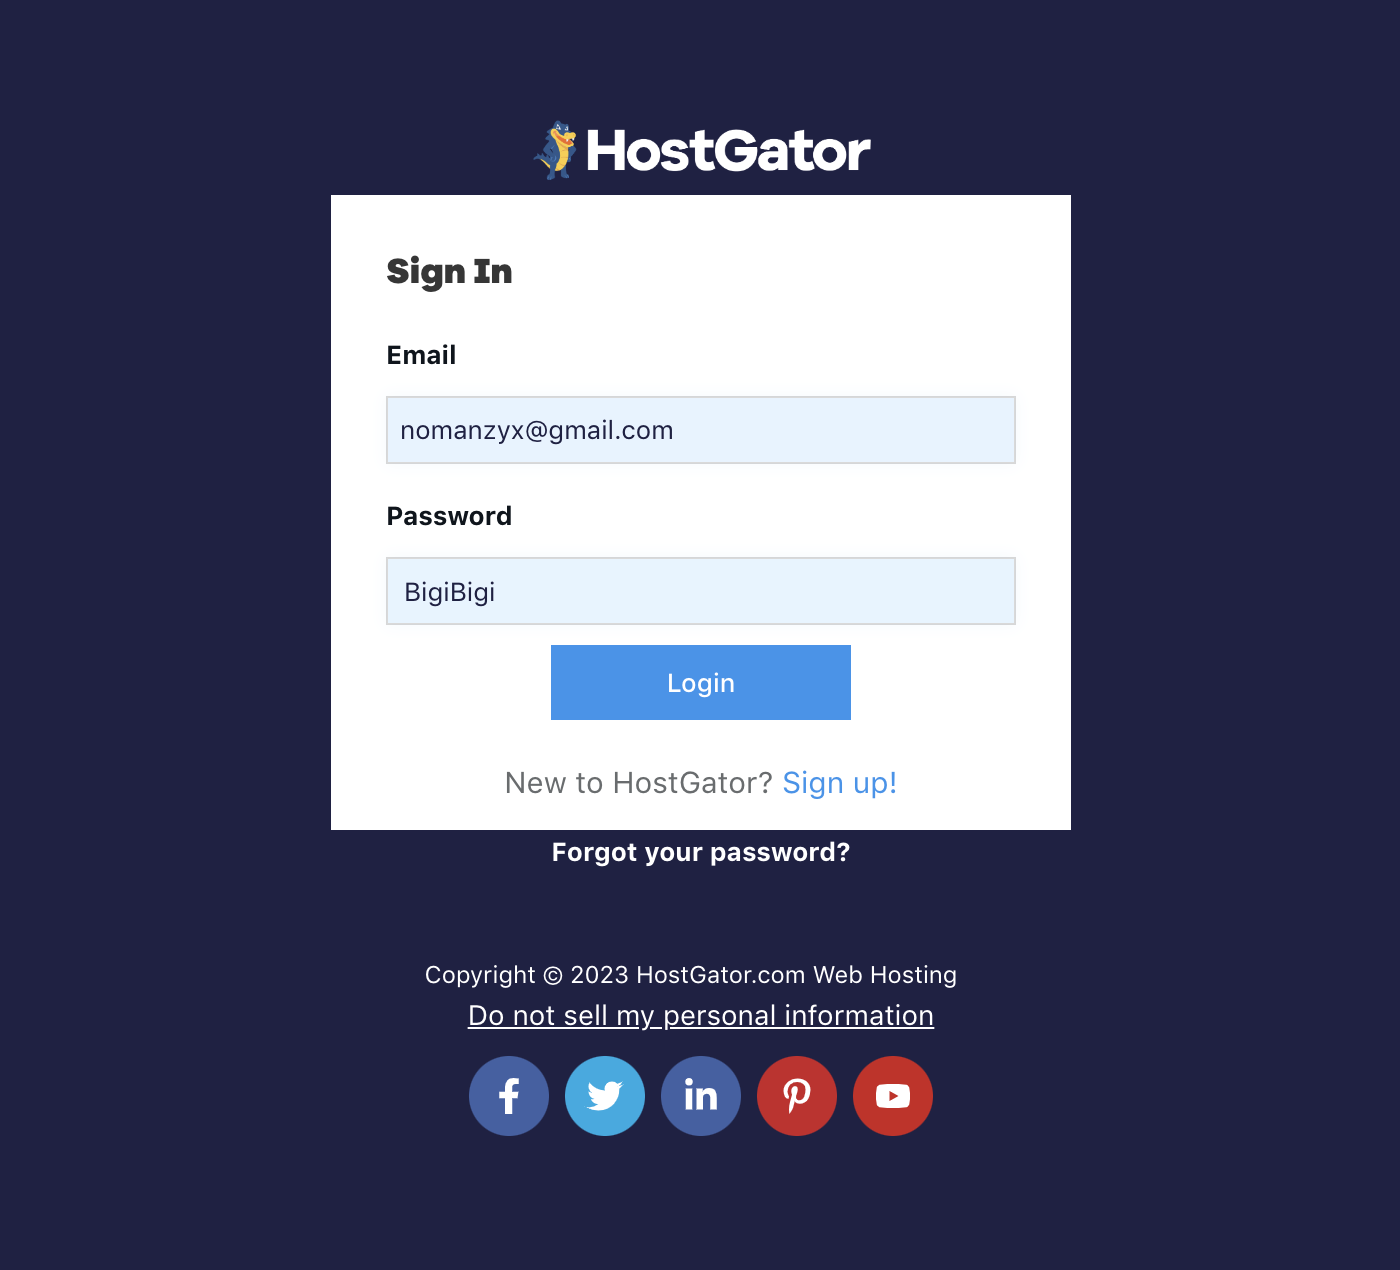 HostGator
Sign In
Email
nomanzyx@gmail.com
Password
BigiBigi
Login
New to HostGator? Sign up!
Forgot your password?
Copyright © 2023 HostGator.com Web Hosting
Do not sell my personal information